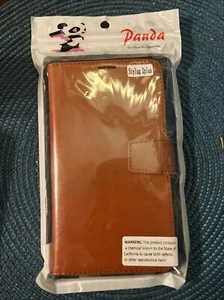 Panda
Stylus Salon
WARNING: This product contains
a chemical known to the State of
California to cause birth defects
or other reproductive harm.